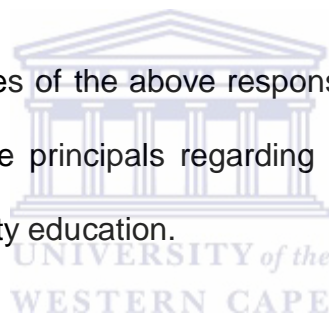 es of the above respons
e principals regarding
ty education.
UNIVERSITY of the
WESTERN CAPE